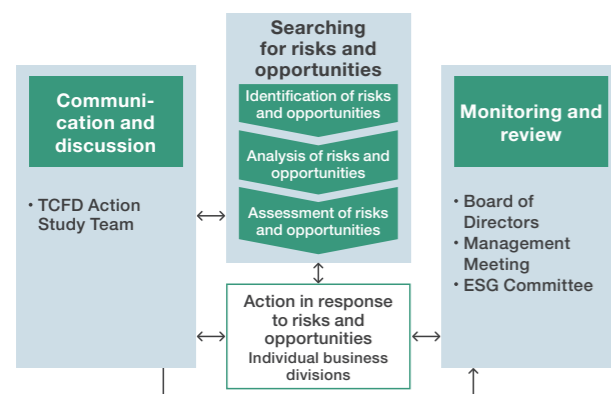 Searching
for risks and
opportunities
Identification of risks
and opportunities
Analysis of risks and
opportunities
Assessment of risks
and opportunities
Communi-
cation and
discussion
• TCFD Action
Study Team
Monitoring and
review
• Board of
Directors
• Management
Meeting
• ESG Committee
Action in response
to risks and
opportunities
Individual business
divisions